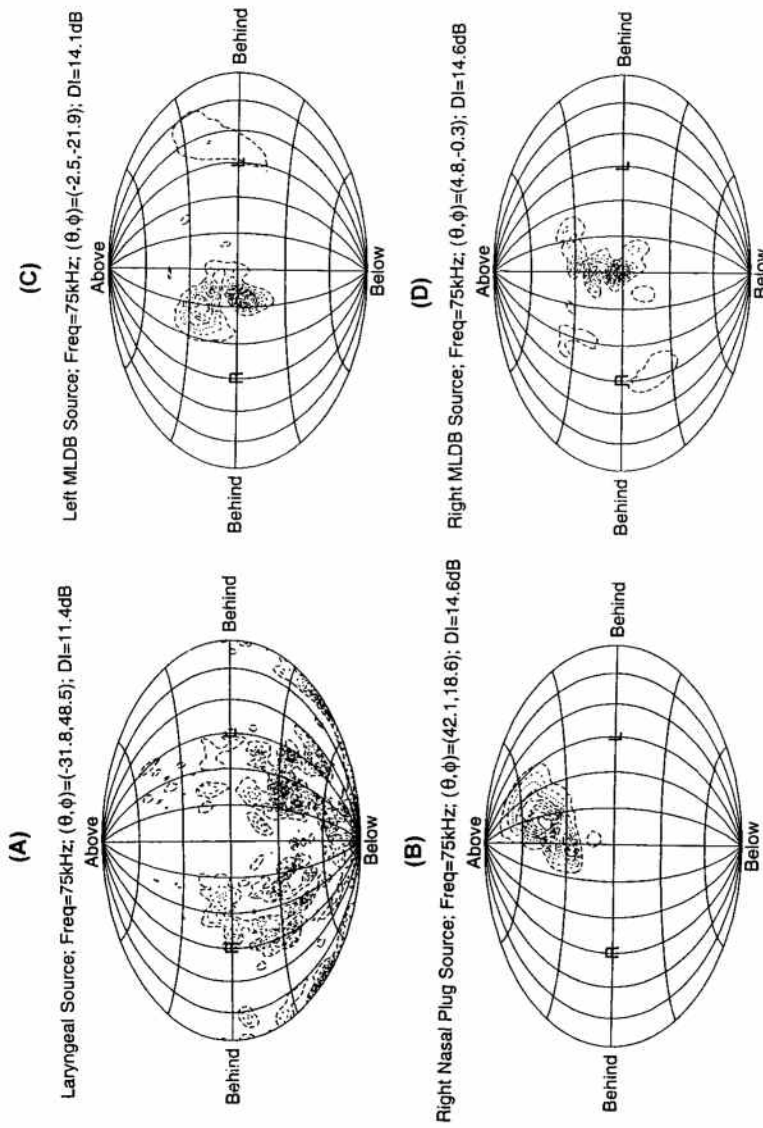 (A)
Laryngeal Source; Freq=75kHz; (θ,ϕ)=(-31.8,48.5); DI=11.4dB
Above
Behind
Behind
Below
(C)
Left MLDB Source; Freq=75kHz; (θ,ϕ)=(-2.5,-21.9); DI=14.1dB
Above
Behind
Below
(B)
Right Nasal Plug Source; Freq=75kHz; (θ,ϕ)=(42.1,18.6); DI=14.6dB
Above
Behind
L
Behind
Below
(D)
Right MLDB Source; Freq=75kHz; (θ,ϕ)=(4.8,-0.3); DI=14.6dB
Above
Behind
L
Behind
Below